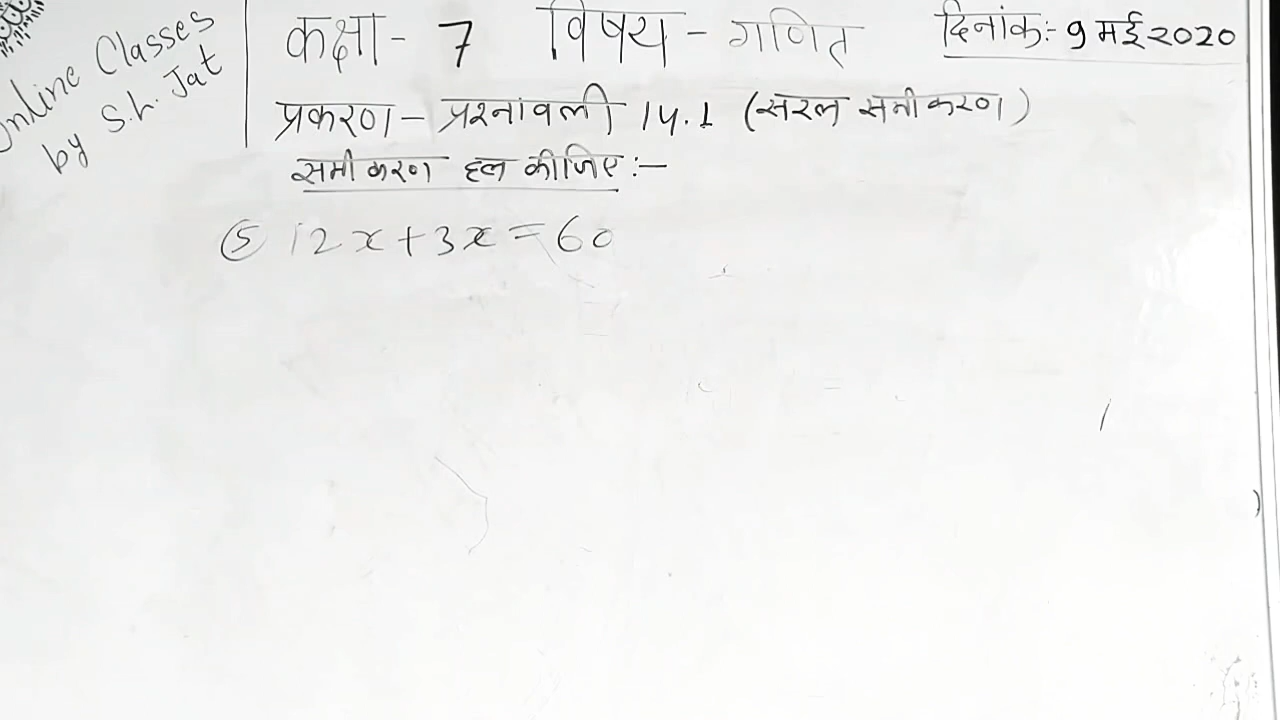 Online Classes
by S.L. Jat
कक्षा - 7 विषय - गणित दिनांक:- 9 मई 2020
प्रकरण - प्रश्नावली 14.1 (सरल समीकरण)
समीकरण हल कीजिए :-
⑤ 12x + 3x = 60